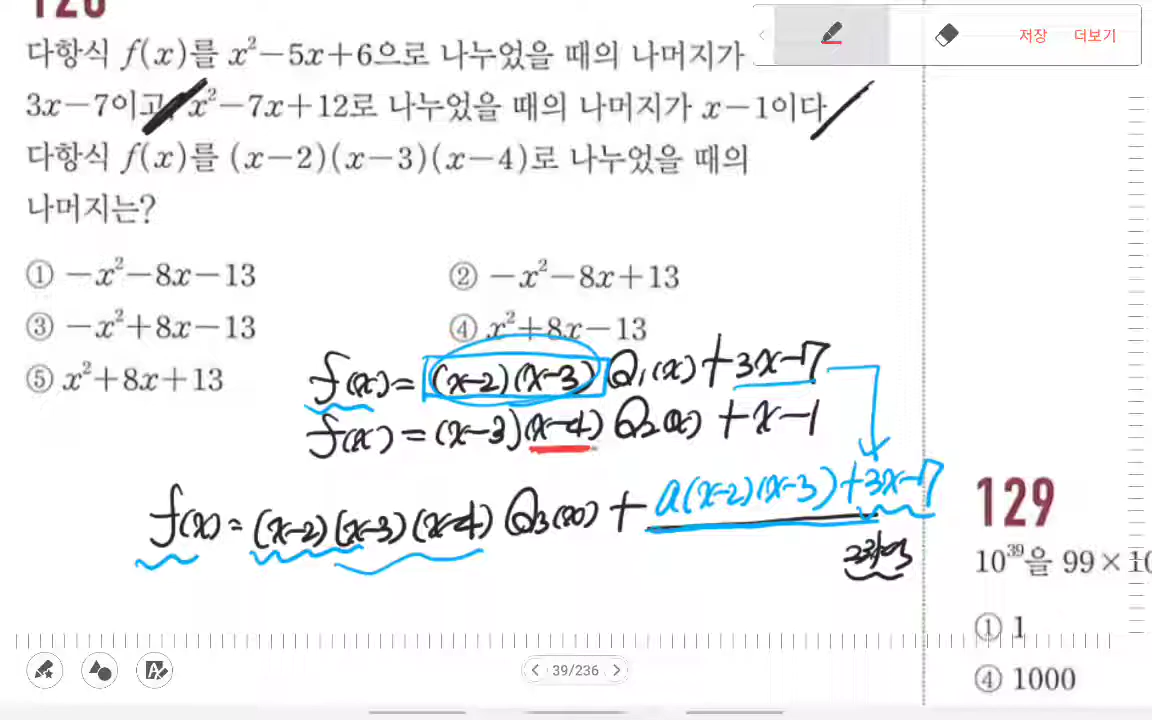 저장 더보기
다항식 f(x)를 x²−5x+6으로 나누었을 때의 나머지가
3x−7이고, x²−7x+12로 나누었을 때의 나머지가 x−1이다.
다항식 f(x)를 (x−2)(x−3)(x−4)로 나누었을 때의
나머지는?
① −x²−8x−13 ② −x²−8x+13
③ −x²+8x−13 ④ x²+8x−13
⑤ x²+8x+13
f(x)=(x−2)(x−3)Q₁(x)+3x−7
f(x)=(x−3)(x−4)Q₂(x)+x−1
f(x)=(x−2)(x−3)(x−4)Q₃(x)+a(x−2)(x−3)+3x−7
129
10³⁹을 99×10
① 1
④ 1000
39/236